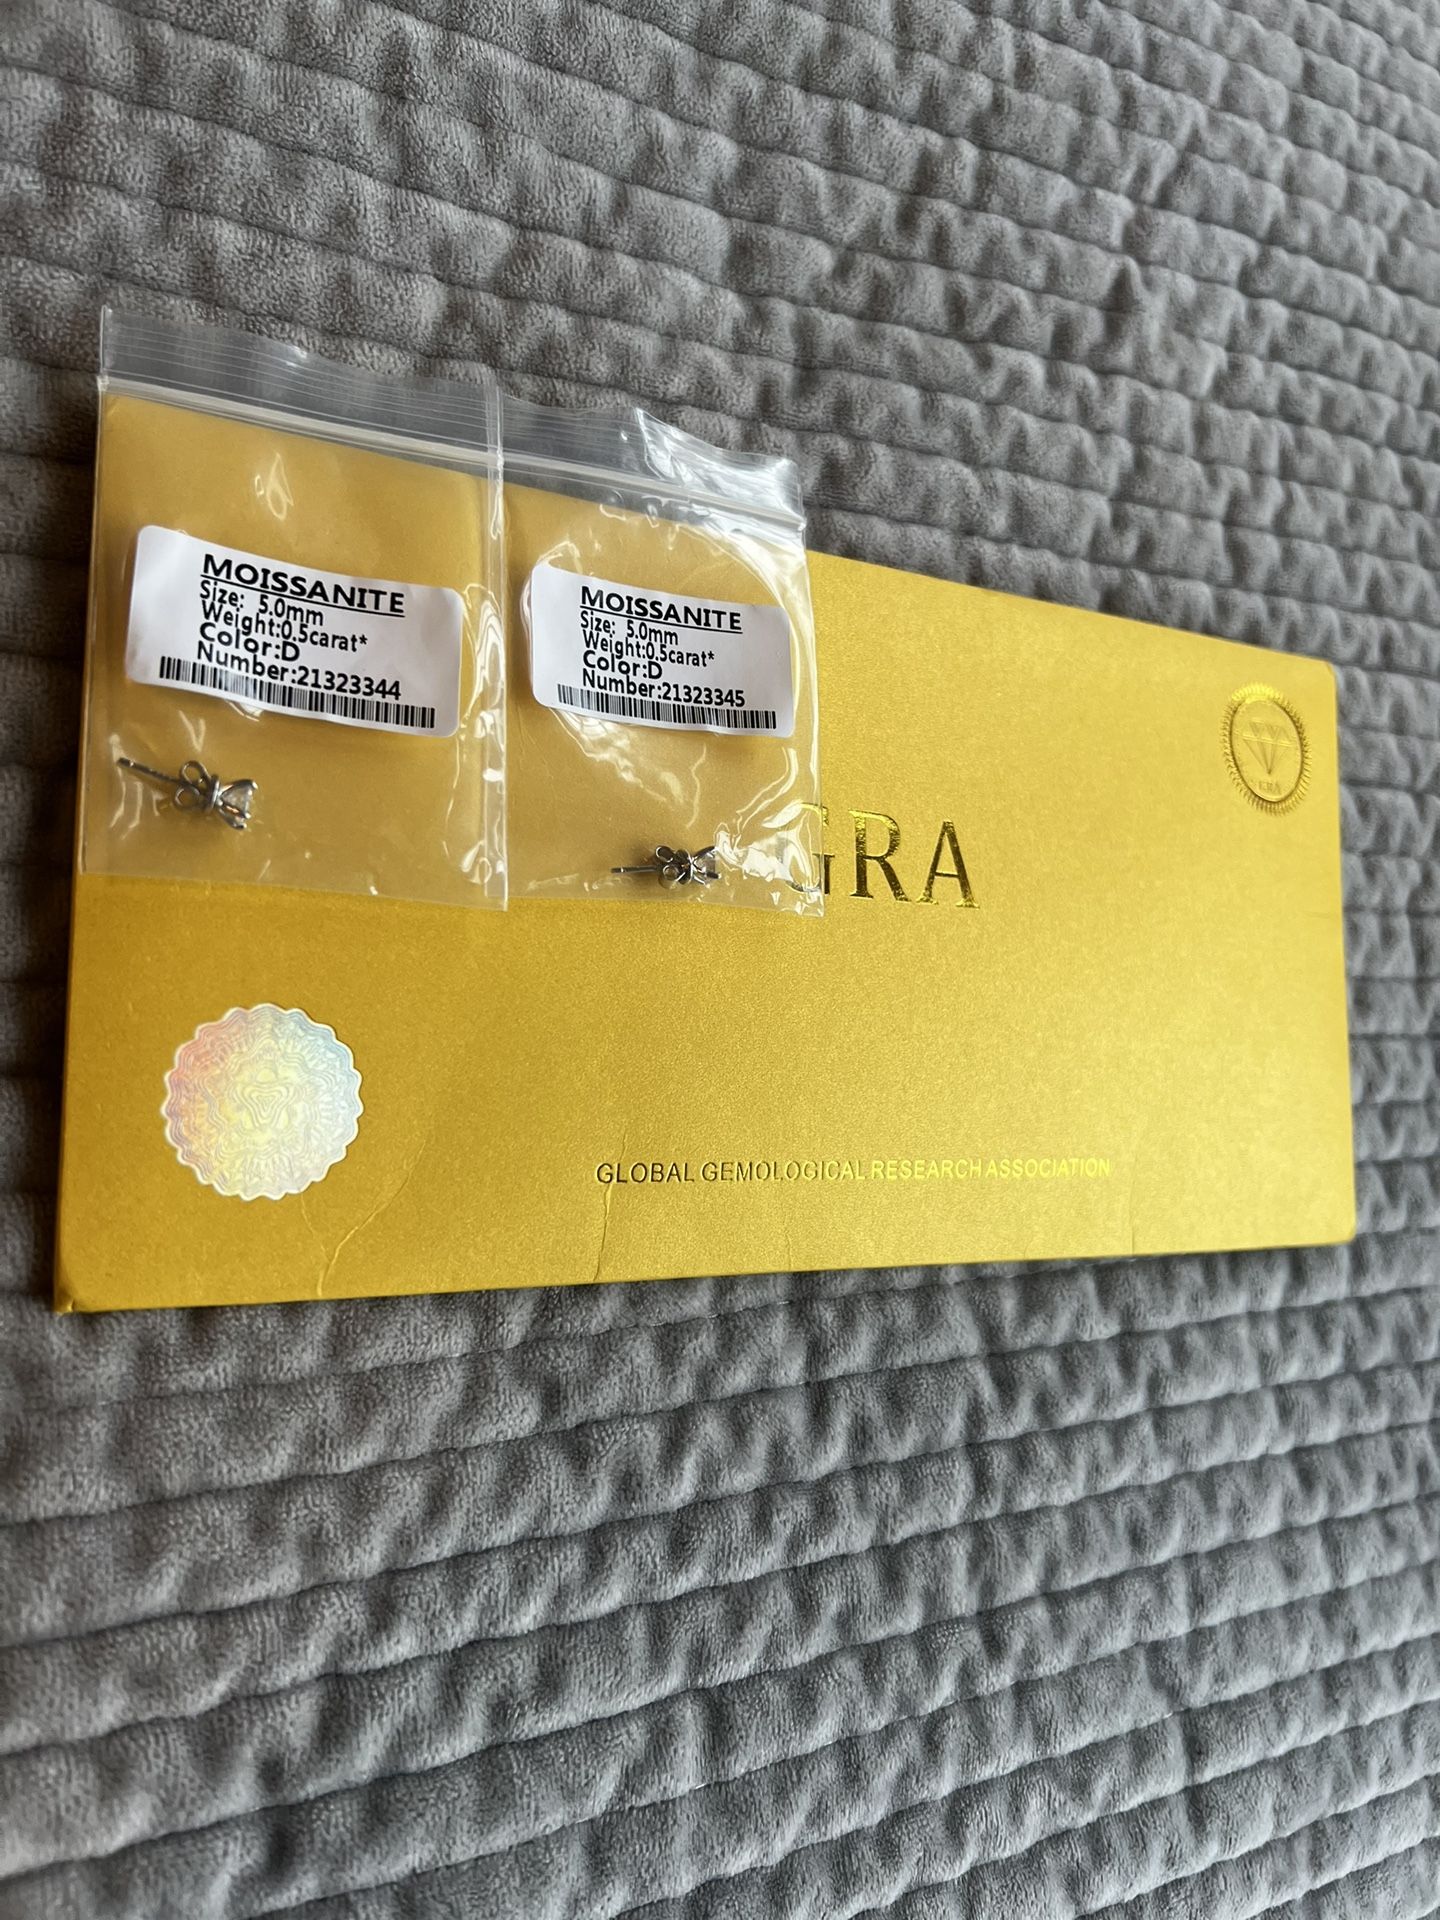 MOISSANITE
Size: 5.0mm
Weight:0.5carat*
Color:D
Number:21323344
MOISSANITE
Size: 5.0mm
Weight:0.5carat*
Color:D
Number:21323345
GRA
GRA
GLOBAL GEMOLOGICAL RESEARCH ASSOCIATION